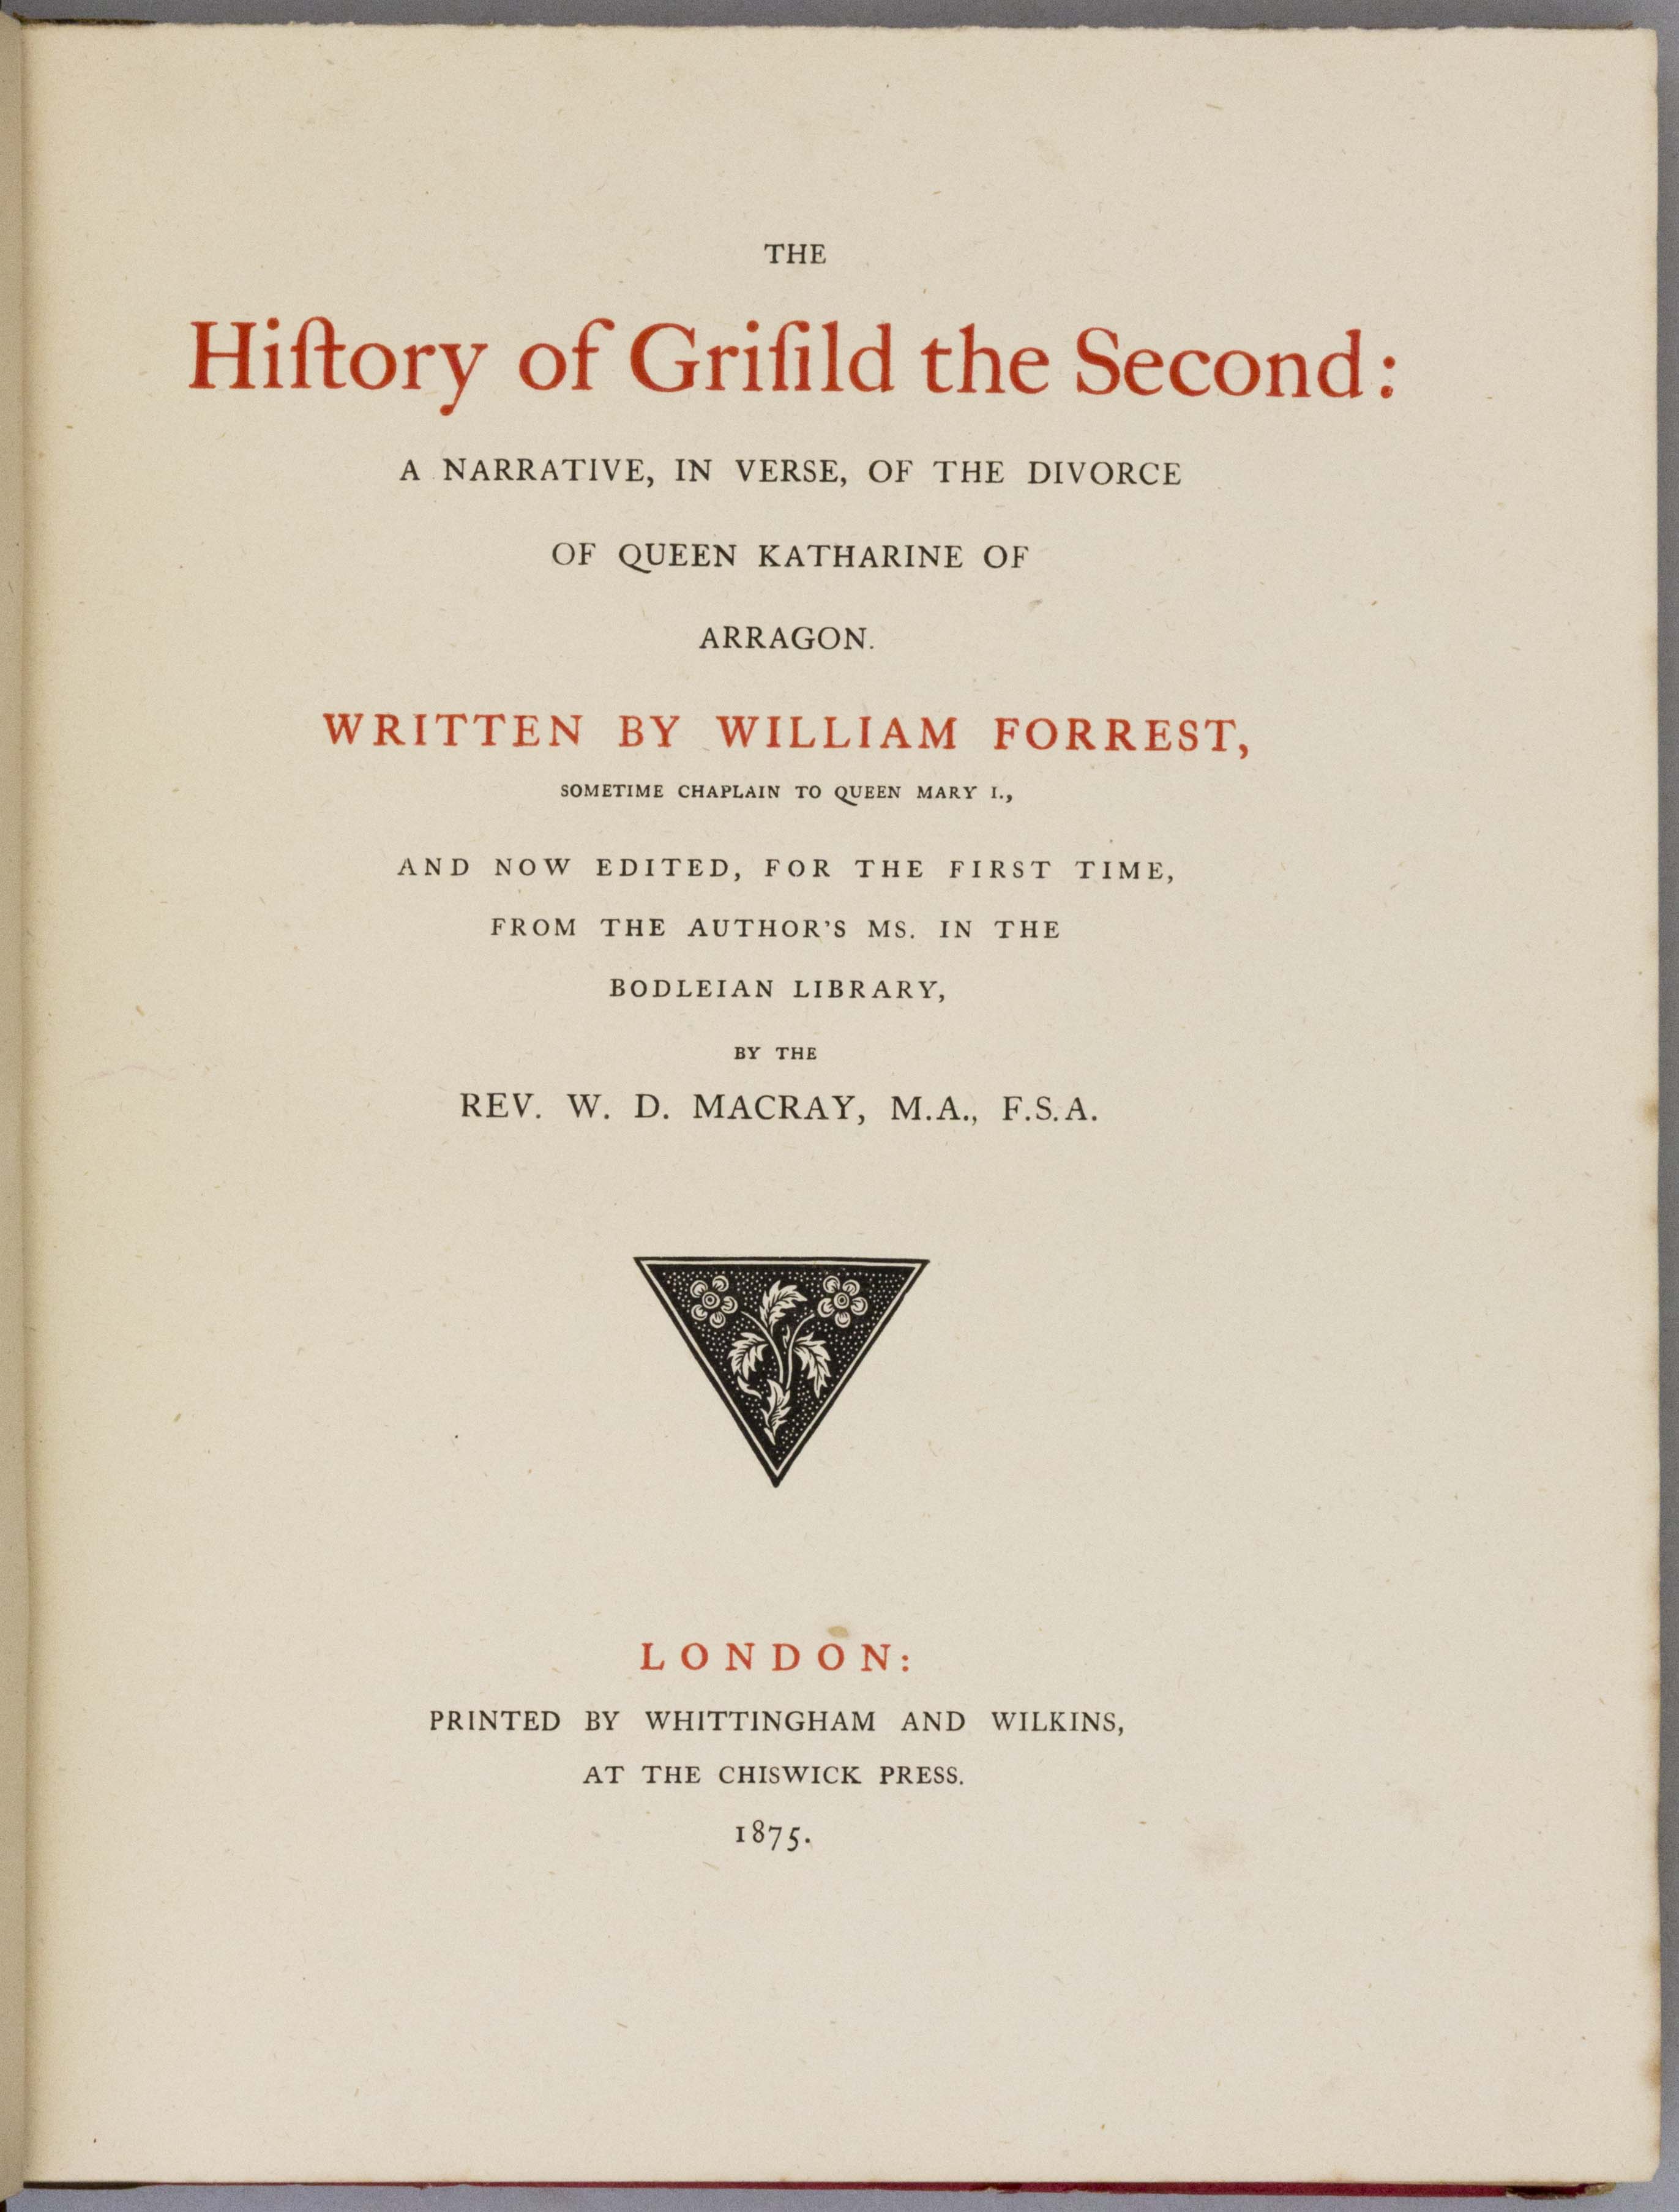 THE
Hiſtory of Griſild the Second:
A NARRATIVE, IN VERSE, OF THE DIVORCE
OF QUEEN KATHARINE OF
ARRAGON.
WRITTEN BY WILLIAM FORREST,
SOMETIME CHAPLAIN TO QUEEN MARY I.,
AND NOW EDITED, FOR THE FIRST TIME,
FROM THE AUTHOR'S MS. IN THE
BODLEIAN LIBRARY,
BY THE
REV. W. D. MACRAY, M.A., F.S.A.
LONDON:
PRINTED BY WHITTINGHAM AND WILKINS,
AT THE CHISWICK PRESS.
1875.